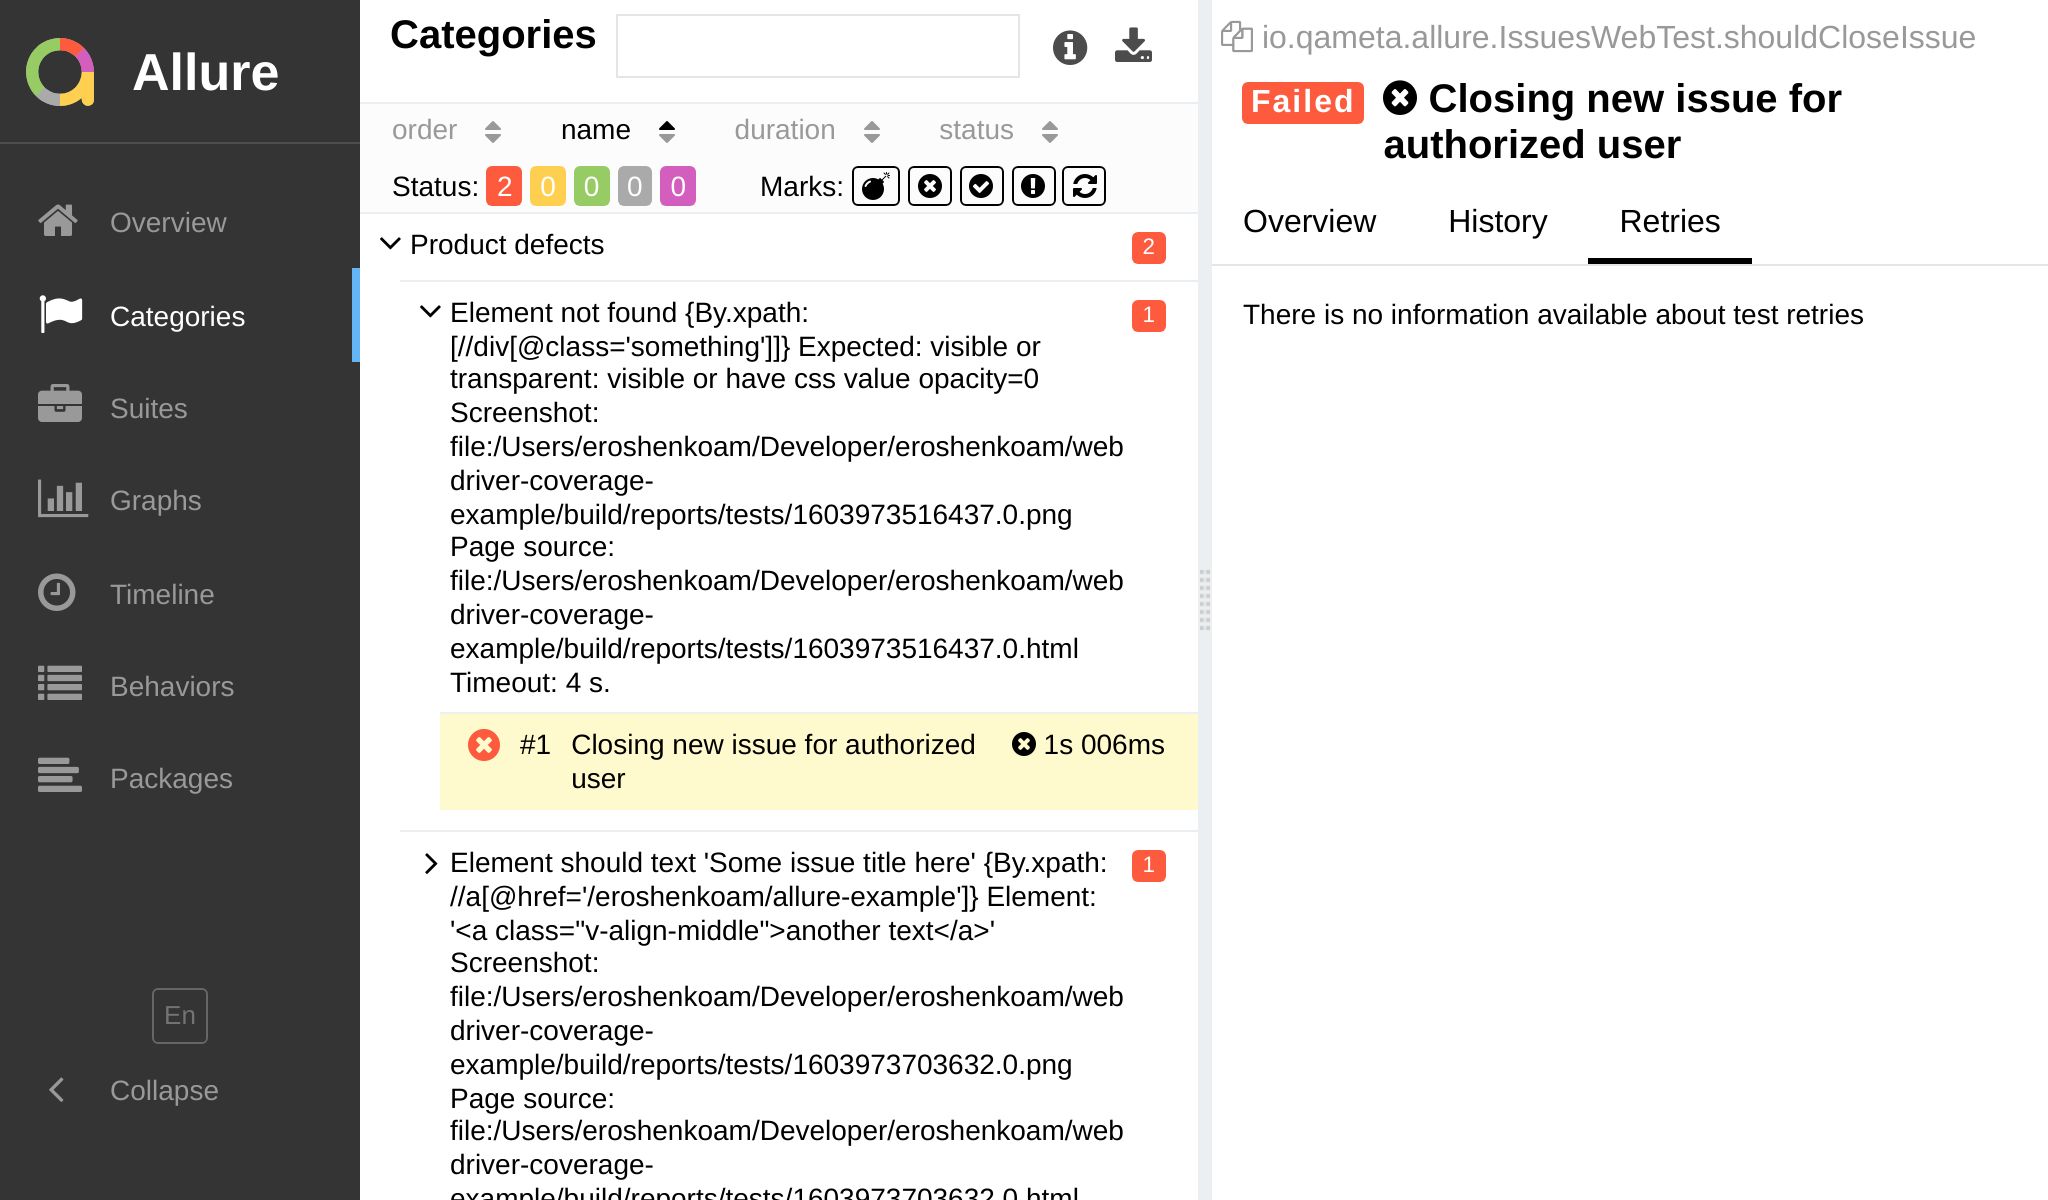 Allure
Overview
Categories
Suites
Graphs
Timeline
Behaviors
Packages
En
Collapse
Categories
order name duration status
Status: 2 0 0 0 0 Marks:
Product defects 2
Element not found {By.xpath: 1
[//div[@class='something']]} Expected: visible or
transparent: visible or have css value opacity=0
Screenshot:
file:/Users/eroshenkoam/Developer/eroshenkoam/web
driver-coverage-
example/build/reports/tests/1603973516437.0.png
Page source:
file:/Users/eroshenkoam/Developer/eroshenkoam/web
driver-coverage-
example/build/reports/tests/1603973516437.0.html
Timeout: 4 s.
#1 Closing new issue for authorized 1s 006ms
user
Element should text 'Some issue title here' {By.xpath: 1
//a[@href='/eroshenkoam/allure-example']} Element:
'<a class="v-align-middle">another text</a>'
Screenshot:
file:/Users/eroshenkoam/Developer/eroshenkoam/web
driver-coverage-
example/build/reports/tests/1603973703632.0.png
Page source:
file:/Users/eroshenkoam/Developer/eroshenkoam/web
driver-coverage-
example/build/reports/tests/1603973703632.0.html
io.qameta.allure.IssuesWebTest.shouldCloseIssue
Failed Closing new issue for
authorized user
Overview History Retries
There is no information available about test retries